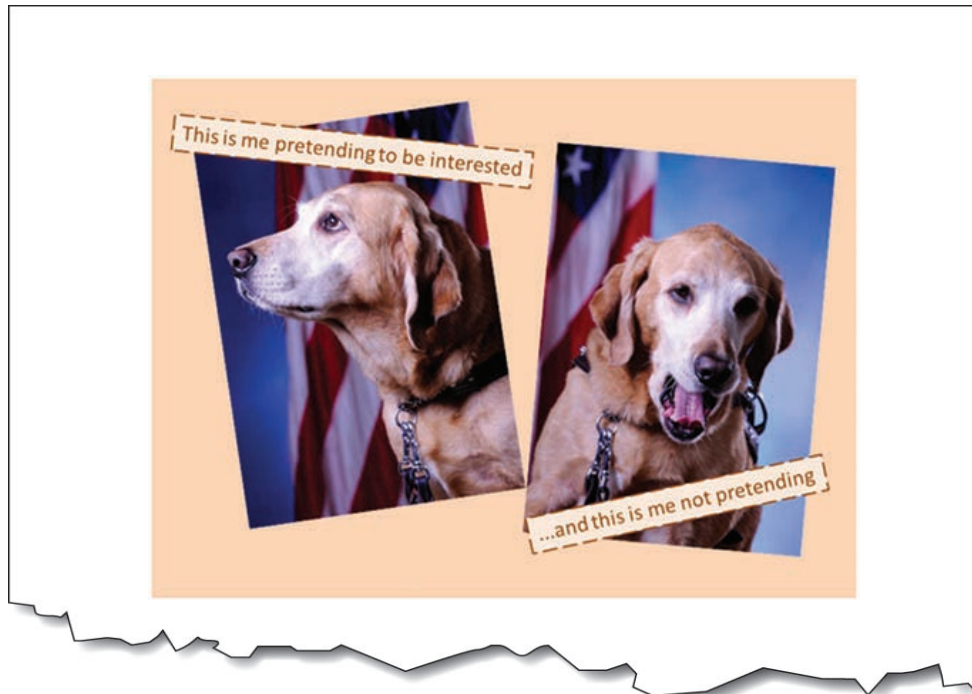 This is me pretending to be interested
...and this is me not pretending